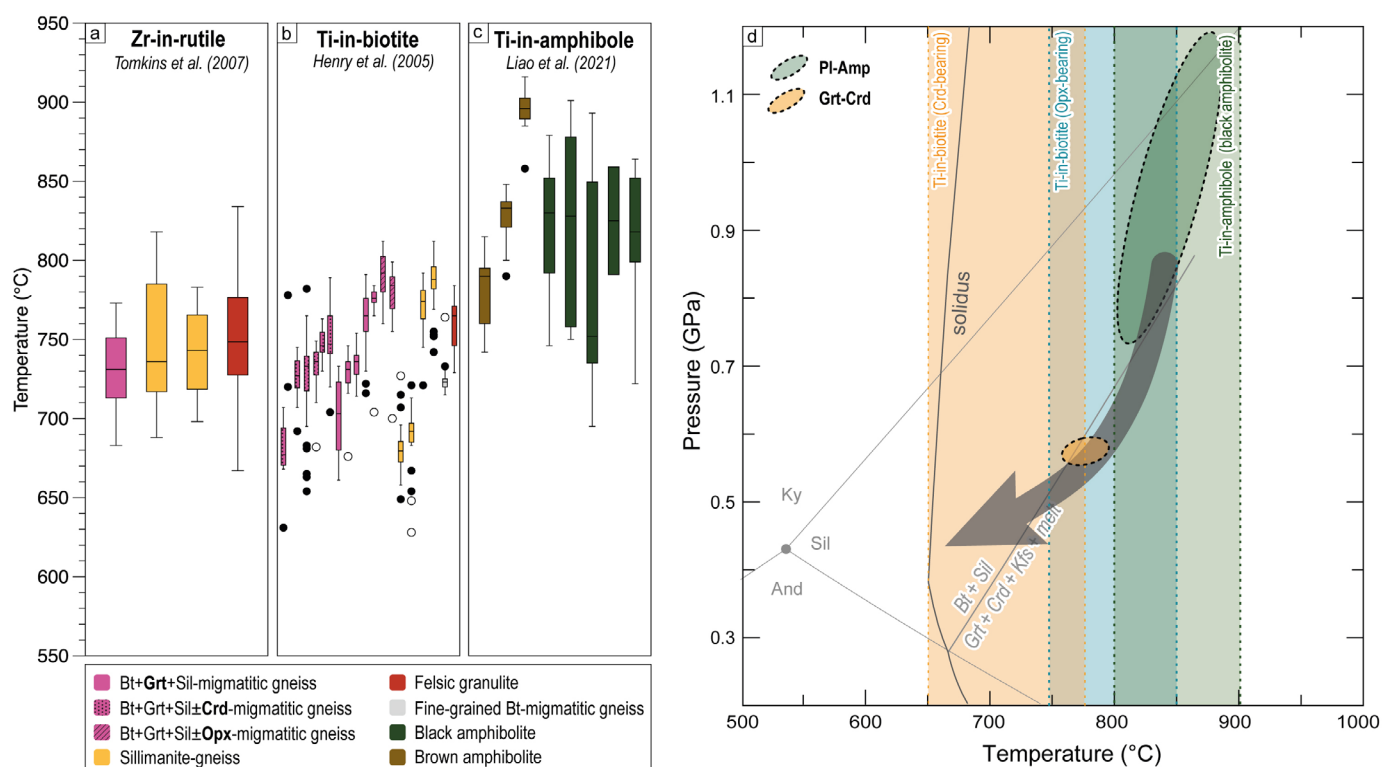 a
Zr-in-rutile
Tomkins et al. (2007)
b
Ti-in-biotite
Henry et al. (2005)
c
Ti-in-amphibole
Liao et al. (2021)
Temperature (°C)
950
900
850
800
750
700
650
600
550
Bt+Grt+Sil-migmatitic gneiss
Bt+Grt+Sil±Crd-migmatitic gneiss
Bt+Grt+Sil±Opx-migmatitic gneiss
Sillimanite-gneiss
Felsic granulite
Fine-grained Bt-migmatitic gneiss
Black amphibolite
Brown amphibolite
d
Pl-Amp
Grt-Crd
Ti-in-biotite (Crd-bearing)
Ti-in-biotite (Opx-bearing)
Ti-in-amphibole (black amphibolite)
solidus
Ky
Sil
And
Bt + Sil
Grt + Crd + Kfs + melt
Pressure (GPa)
1.1
0.9
0.7
0.5
0.3
500
600
700
800
900
1000
Temperature (°C)